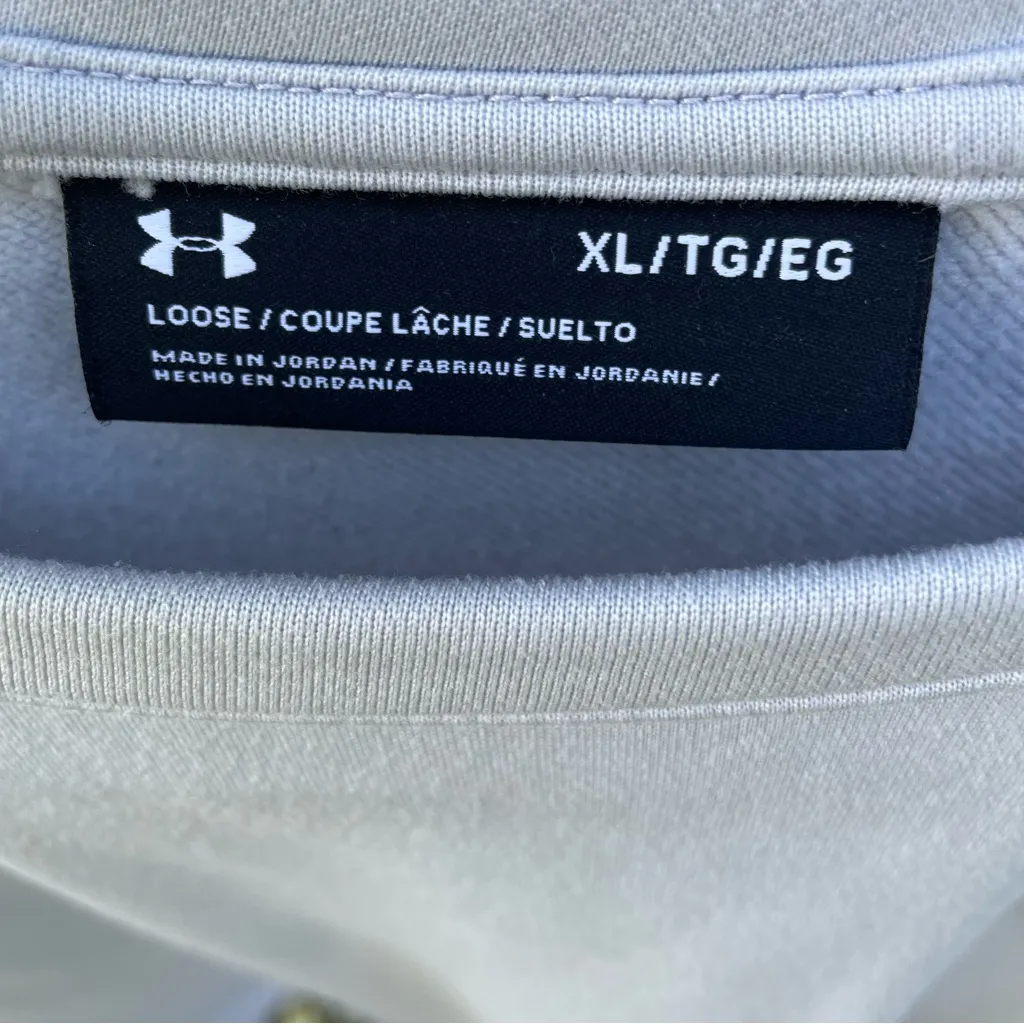 XL/TG/EG
LOOSE / COUPE LÂCHE / SUELTO
MADE IN JORDAN / FABRIQUÉ EN JORDANIE /
HECHO EN JORDANIA